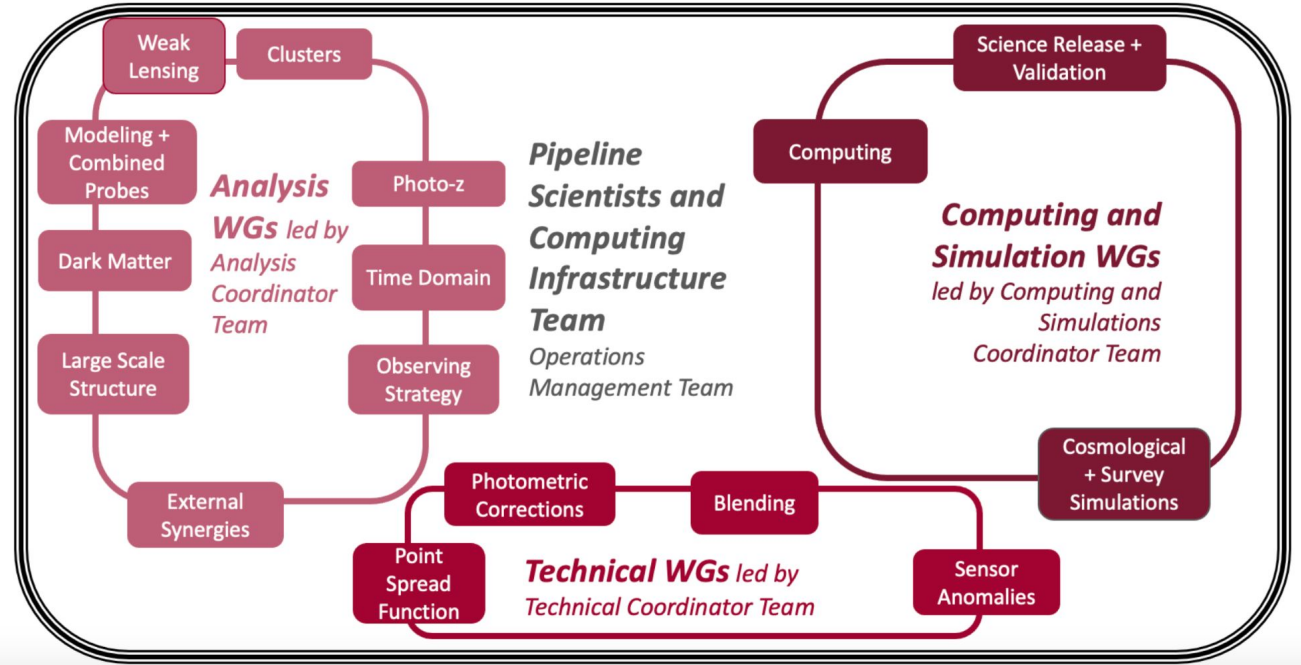 Weak
Lensing
Clusters
Modeling +
Combined
Probes
Photo-z
Dark Matter
Time Domain
Large Scale
Structure
Observing
Strategy
External
Synergies
Analysis
WGs led by
Analysis
Coordinator
Team
Pipeline
Scientists and
Computing
Infrastructure
Team
Operations
Management Team
Science Release +
Validation
Computing
Computing and
Simulation WGs
led by Computing and
Simulations
Coordinator Team
Cosmological
+ Survey
Simulations
Photometric
Corrections
Blending
Point
Spread
Function
Technical WGs led by
Technical Coordinator Team
Sensor
Anomalies